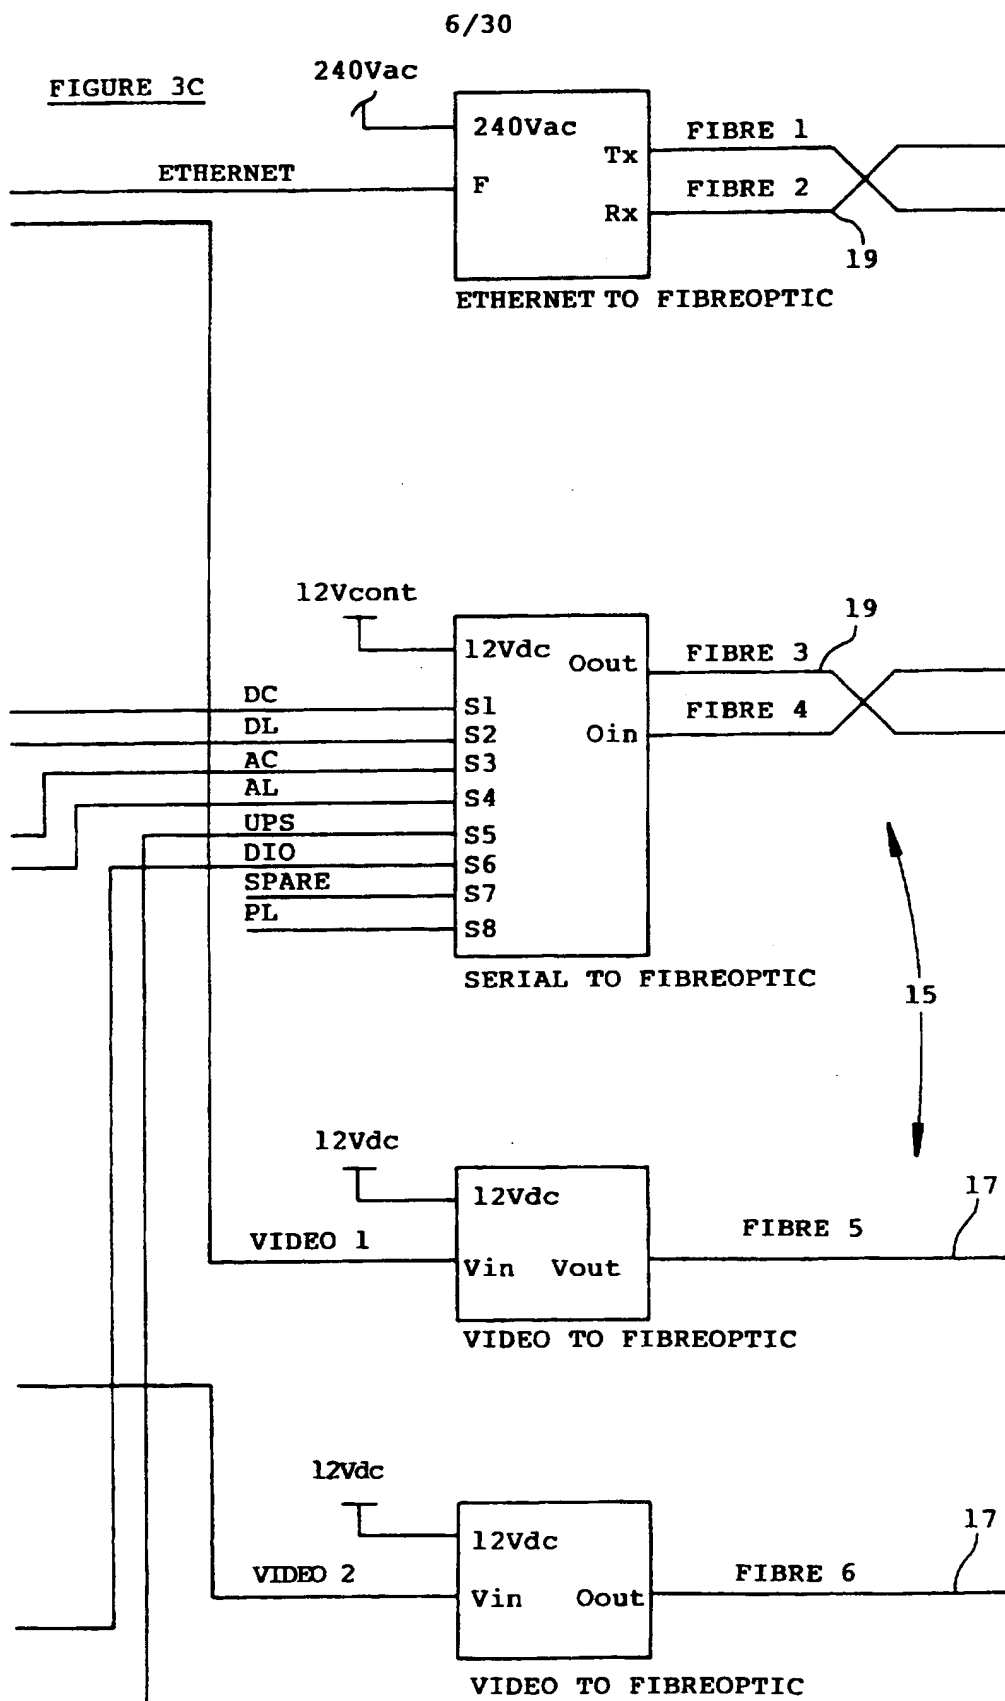 6/30
FIGURE 3C
240Vac
240Vac
Tx
FIBRE 1
ETHERNET
F
FIBRE 2
Rx
19
ETHERNET TO FIBREOPTIC
12Vcont
12Vdc
Oout
FIBRE 3
19
DC
S1
FIBRE 4
DL
S2
Oin
AC
S3
AL
S4
UPS
S5
DIO
S6
SPARE
S7
PL
S8
SERIAL TO FIBREOPTIC
15
12Vdc
12Vdc
17
FIBRE 5
VIDEO 1
Vin
Vout
VIDEO TO FIBREOPTIC
12Vdc
12Vdc
17
VIDEO 2
FIBRE 6
Vin
Oout
VIDEO TO FIBREOPTIC